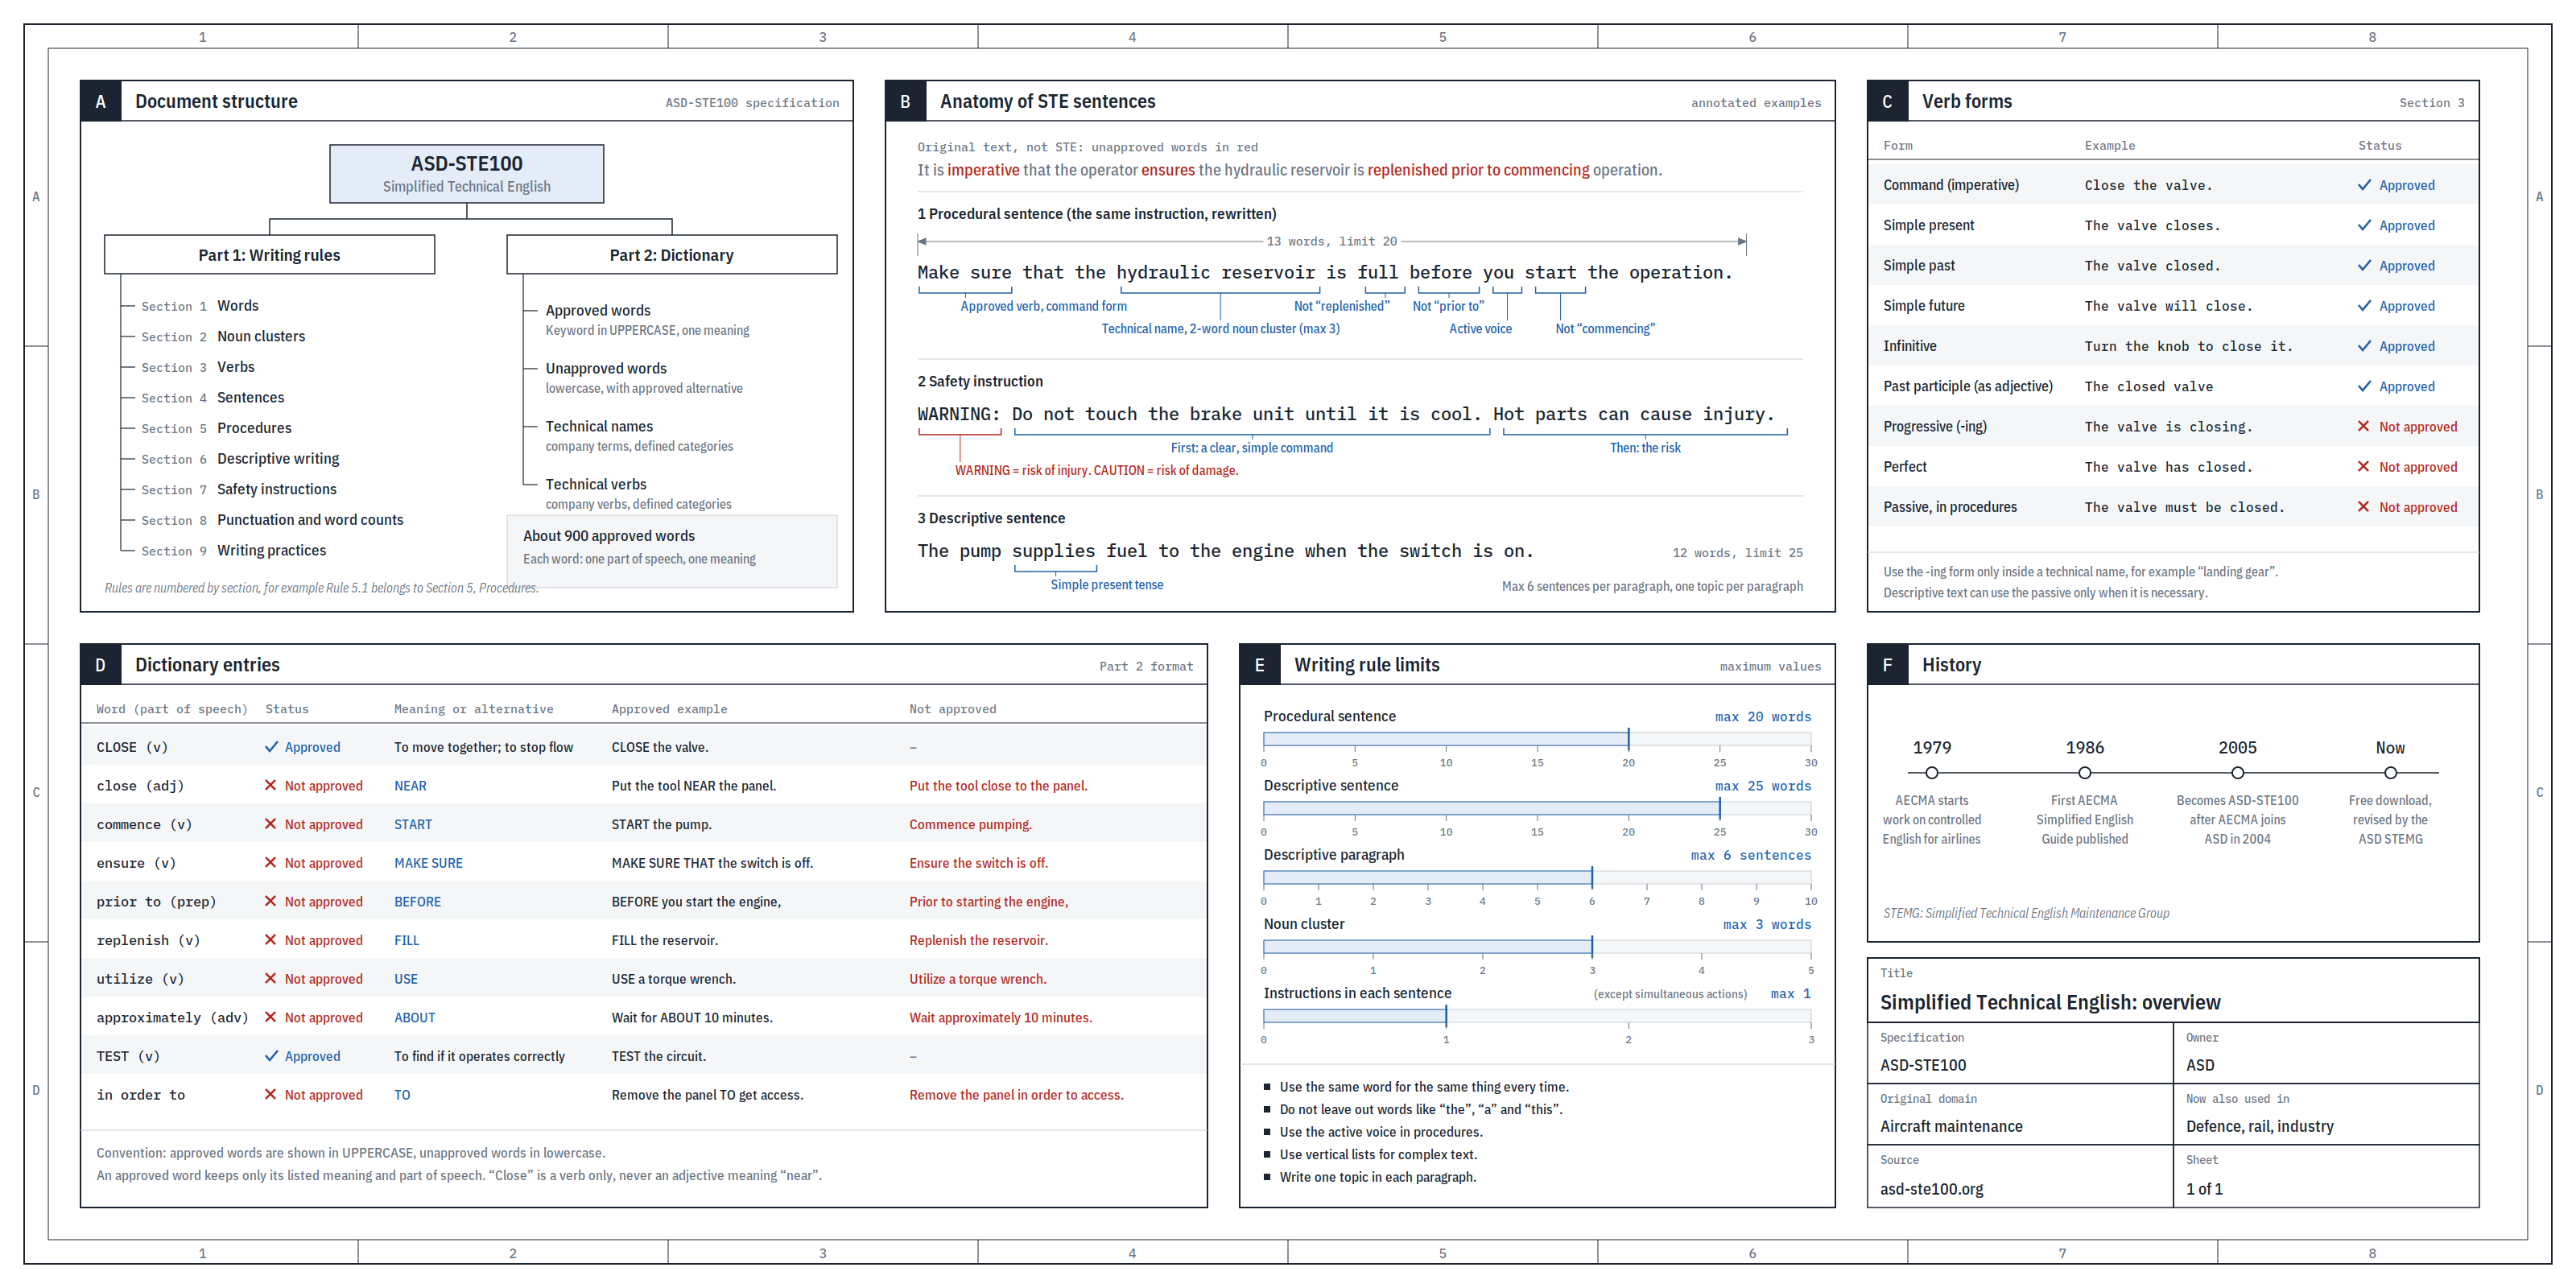 1 2 3 4 5 6 7 8
A
B
C
D
A
B
C
D
A Document structure ASD-STE100 specification
ASD-STE100
Simplified Technical English
Part 1: Writing rules
Section 1 Words
Section 2 Noun clusters
Section 3 Verbs
Section 4 Sentences
Section 5 Procedures
Section 6 Descriptive writing
Section 7 Safety instructions
Section 8 Punctuation and word counts
Section 9 Writing practices
Part 2: Dictionary
Approved words
Keyword in UPPERCASE, one meaning
Unapproved words
lowercase, with approved alternative
Technical names
company terms, defined categories
Technical verbs
company verbs, defined categories
About 900 approved words
Each word: one part of speech, one meaning
Rules are numbered by section, for example Rule 5.1 belongs to Section 5, Procedures.
B Anatomy of STE sentences annotated examples
Original text, not STE: unapproved words in red
It is imperative that the operator ensures the hydraulic reservoir is replenished prior to commencing operation.
1 Procedural sentence (the same instruction, rewritten)
13 words, limit 20
Make sure that the hydraulic reservoir is full before you start the operation.
Approved verb, command form Not “replenished” Not “prior to”
Technical name, 2-word noun cluster (max 3) Active voice Not “commencing”
2 Safety instruction
WARNING: Do not touch the brake unit until it is cool. Hot parts can cause injury.
First: a clear, simple command Then: the risk
WARNING = risk of injury. CAUTION = risk of damage.
3 Descriptive sentence
The pump supplies fuel to the engine when the switch is on. 12 words, limit 25
Simple present tense Max 6 sentences per paragraph, one topic per paragraph
C Verb forms Section 3
Form Example Status
Command (imperative) Close the valve. Approved
Simple present The valve closes. Approved
Simple past The valve closed. Approved
Simple future The valve will close. Approved
Infinitive Turn the knob to close it. Approved
Past participle (as adjective) The closed valve Approved
Progressive (-ing) The valve is closing. Not approved
Perfect The valve has closed. Not approved
Passive, in procedures The valve must be closed. Not approved
Use the -ing form only inside a technical name, for example “landing gear”.
Descriptive text can use the passive only when it is necessary.
D Dictionary entries Part 2 format
Word (part of speech) Status Meaning or alternative Approved example Not approved
CLOSE (v) Approved To move together; to stop flow CLOSE the valve. –
close (adj) Not approved NEAR Put the tool NEAR the panel. Put the tool close to the panel.
commence (v) Not approved START START the pump. Commence pumping.
ensure (v) Not approved MAKE SURE MAKE SURE THAT the switch is off. Ensure the switch is off.
prior to (prep) Not approved BEFORE BEFORE you start the engine, Prior to starting the engine,
replenish (v) Not approved FILL FILL the reservoir. Replenish the reservoir.
utilize (v) Not approved USE USE a torque wrench. Utilize a torque wrench.
approximately (adv) Not approved ABOUT Wait for ABOUT 10 minutes. Wait approximately 10 minutes.
TEST (v) Approved To find if it operates correctly TEST the circuit. –
in order to Not approved TO Remove the panel TO get access. Remove the panel in order to access.
Convention: approved words are shown in UPPERCASE, unapproved words in lowercase.
An approved word keeps only its listed meaning and part of speech. “Close” is a verb only, never an adjective meaning “near”.
E Writing rule limits maximum values
Procedural sentence max 20 words
0 5 10 15 20 25 30
Descriptive sentence max 25 words
0 5 10 15 20 25 30
Descriptive paragraph max 6 sentences
0 1 2 3 4 5 6 7 8 9 10
Noun cluster max 3 words
0 1 2 3 4 5
Instructions in each sentence (except simultaneous actions) max 1
0 1 2 3
Use the same word for the same thing every time.
Do not leave out words like “the”, “a” and “this”.
Use the active voice in procedures.
Use vertical lists for complex text.
Write one topic in each paragraph.
F History
1979 1986 2005 Now
AECMA starts First AECMA Becomes ASD-STE100 Free download,
work on controlled Simplified English after AECMA joins revised by the
English for airlines Guide published ASD in 2004 ASD STEMG
STEMG: Simplified Technical English Maintenance Group
Title
Simplified Technical English: overview
Specification Owner
ASD-STE100 ASD
Original domain Now also used in
Aircraft maintenance Defence, rail, industry
Source Sheet
asd-ste100.org 1 of 1
1 2 3 4 5 6 7 8